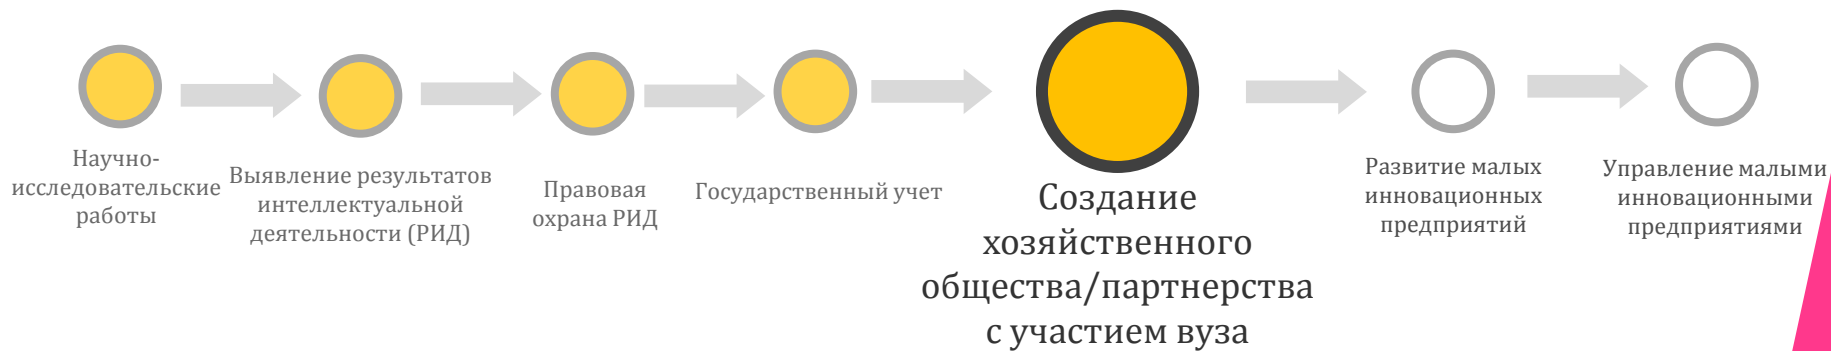 Научно-
исследовательские
работы
Выявление результатов
интеллектуальной
деятельности (РИД)
Правовая
охрана РИД
Государственный учет
Создание
хозяйственного
общества/партнерства
с участием вуза
Развитие малых
инновационных
предприятий
Управление малыми
инновационными
предприятиями